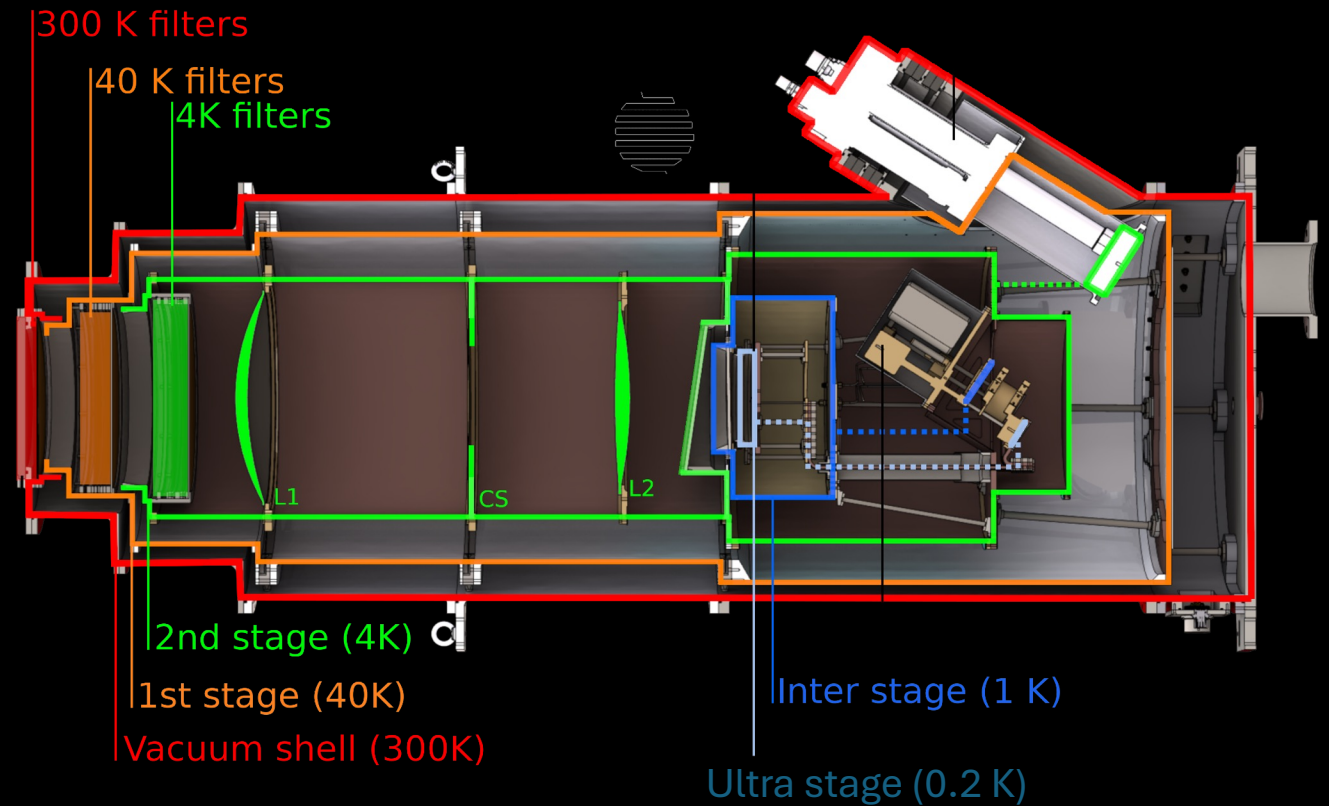 300 K filters
40 K filters
4K filters
L1
CS
L2
2nd stage (4K)
1st stage (40K)
Inter stage (1 K)
Vacuum shell (300K)
Ultra stage (0.2 K)